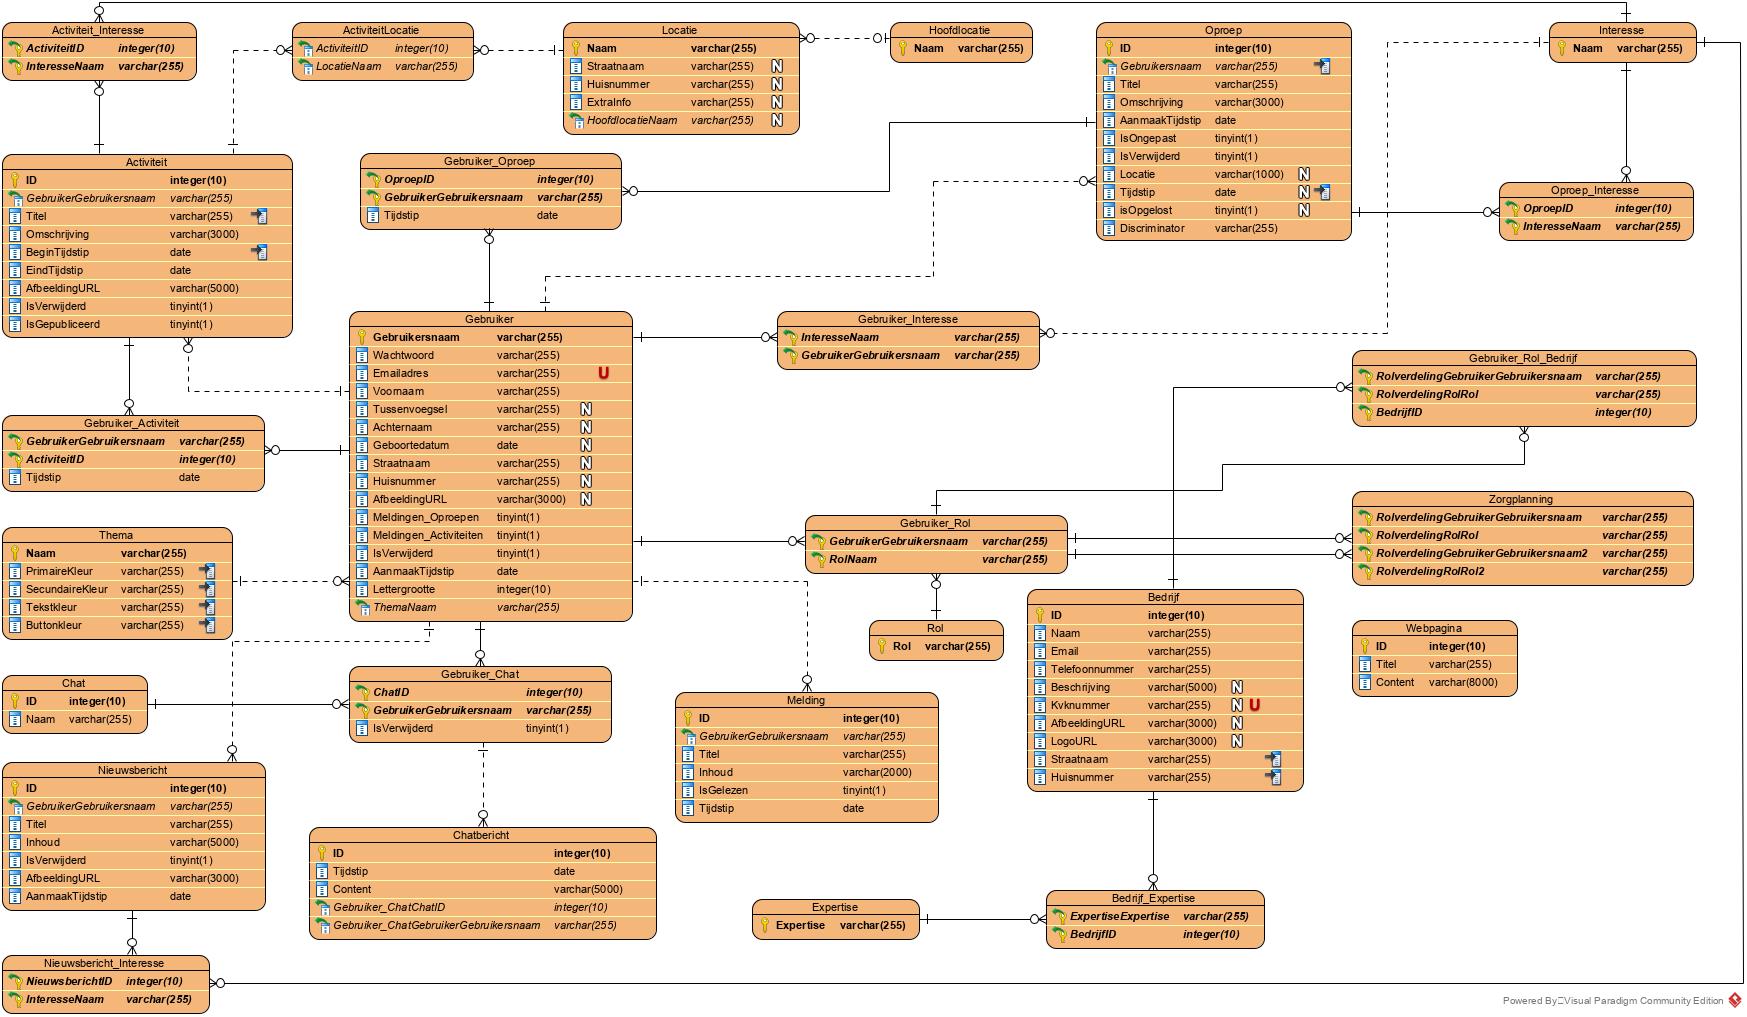 Activiteit_Interesse
ActiviteitID integer(10)
InteresseNaam varchar(255)
ActiviteitLocatie
ActiviteitID integer(10)
LocatieNaam varchar(255)
Locatie
Naam varchar(255)
Straatnaam varchar(255) N
Huisnummer varchar(255) N
ExtraInfo varchar(255) N
HoofdlocatieNaam varchar(255) N
Hoofdlocatie
Naam varchar(255)
Oproep
ID integer(10)
Gebruikersnaam varchar(255)
Titel varchar(255)
Omschrijving varchar(3000)
AanmaakTijdstip date
IsOngepast tinyint(1)
IsVerwijderd tinyint(1)
Locatie varchar(1000) N
Tijdstip date N
isOpgelost tinyint(1) N
Discriminator varchar(255)
Interesse
Naam varchar(255)
Activiteit
ID integer(10)
GebruikerGebruikersnaam varchar(255)
Titel varchar(255)
Omschrijving varchar(3000)
BeginTijdstip date
EindTijdstip date
AfbeeldingURL varchar(5000)
IsVerwijderd tinyint(1)
IsGepubliceerd tinyint(1)
Gebruiker_Oproep
OproepID integer(10)
GebruikerGebruikersnaam varchar(255)
Tijdstip date
Oproep_Interesse
OproepID integer(10)
InteresseNaam varchar(255)
Gebruiker
Gebruikersnaam varchar(255)
Wachtwoord varchar(255)
Emailadres varchar(255) U
Voornaam varchar(255)
Tussenvoegsel varchar(255) N
Achternaam varchar(255) N
Geboortedatum date N
Straatnaam varchar(255) N
Huisnummer varchar(255) N
AfbeeldingURL varchar(3000) N
Meldingen_Oproepen tinyint(1)
Meldingen_Activiteiten tinyint(1)
IsVerwijderd tinyint(1)
AanmaakTijdstip date
Lettergrootte integer(10)
ThemaNaam varchar(255)
Gebruiker_Interesse
InteresseNaam varchar(255)
GebruikerGebruikersnaam varchar(255)
Gebruiker_Rol_Bedrijf
RolverdelingGebruikerGebruikersnaam varchar(255)
RolverdelingRolRol varchar(255)
BedrijfID integer(10)
Gebruiker_Activiteit
GebruikerGebruikersnaam varchar(255)
ActiviteitID integer(10)
Tijdstip date
Thema
Naam varchar(255)
PrimaireKleur varchar(255)
SecundaireKleur varchar(255)
Tekstkleur varchar(255)
Buttonkleur varchar(255)
Gebruiker_Rol
GebruikerGebruikersnaam varchar(255)
RolNaam varchar(255)
Zorgplanning
RolverdelingGebruikerGebruikersnaam varchar(255)
RolverdelingRolRol varchar(255)
RolverdelingGebruikerGebruikersnaam2 varchar(255)
RolverdelingRolRol2 varchar(255)
Rol
Rol varchar(255)
Bedrijf
ID integer(10)
Naam varchar(255)
Email varchar(255)
Telefoonnummer varchar(255)
Beschrijving varchar(5000) N
Kvknummer varchar(255) N U
AfbeeldingURL varchar(3000) N
LogoURL varchar(3000) N
Straatnaam varchar(255)
Huisnummer varchar(255)
Webpagina
ID integer(10)
Titel varchar(255)
Content varchar(8000)
Chat
ID integer(10)
Naam varchar(255)
Gebruiker_Chat
ChatID integer(10)
GebruikerGebruikersnaam varchar(255)
IsVerwijderd tinyint(1)
Melding
ID integer(10)
GebruikerGebruikersnaam varchar(255)
Titel varchar(255)
Inhoud varchar(2000)
IsGelezen tinyint(1)
Tijdstip date
Nieuwsbericht
ID integer(10)
GebruikerGebruikersnaam varchar(255)
Titel varchar(255)
Inhoud varchar(5000)
IsVerwijderd tinyint(1)
AfbeeldingURL varchar(3000)
AanmaakTijdstip date
Chatbericht
ID integer(10)
Tijdstip date
Content varchar(5000)
Gebruiker_ChatChatID integer(10)
Gebruiker_ChatGebruikerGebruikersnaam varchar(255)
Expertise
Expertise varchar(255)
Bedrijf_Expertise
ExpertiseExpertise varchar(255)
BedrijfID integer(10)
Nieuwsbericht_Interesse
NieuwsberichtID integer(10)
InteresseNaam varchar(255)
Powered By Visual Paradigm Community Edition